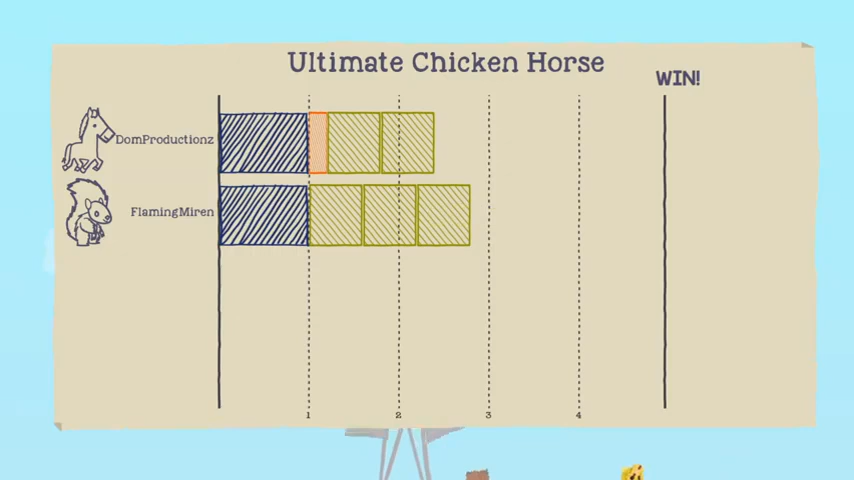 Ultimate Chicken Horse
WIN!
DomProductionz
FlamingMiren
1 2 3 4